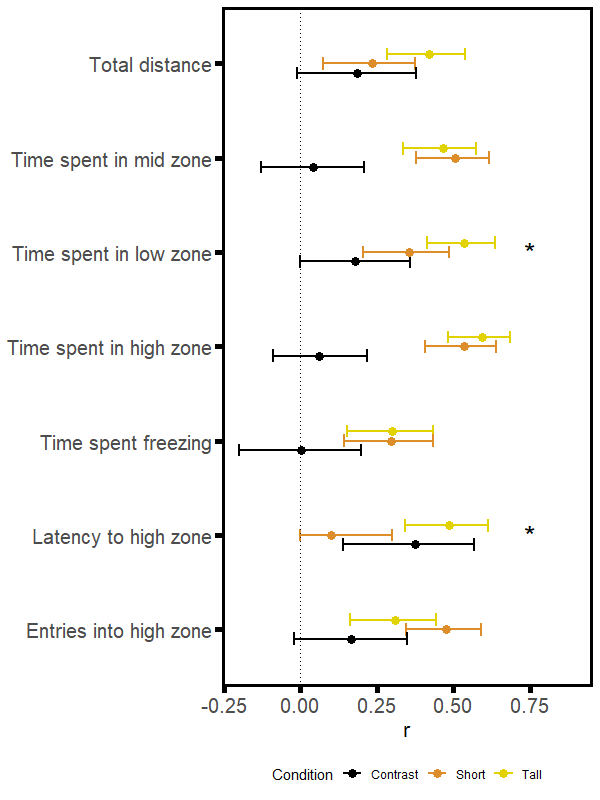 Total distance
Time spent in mid zone
Time spent in low zone *
Time spent in high zone
Time spent freezing
Latency to high zone *
Entries into high zone
-0.25 0.00 0.25 0.50 0.75
r
Condition Contrast Short Tall